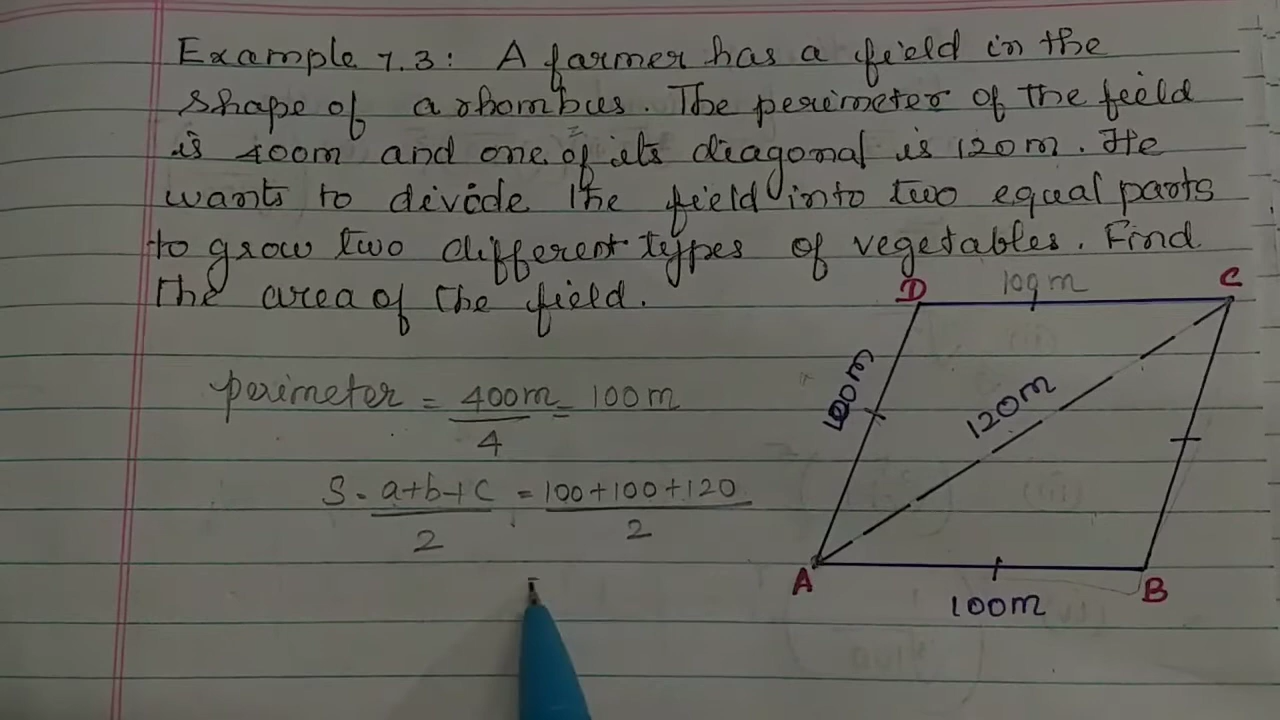 Example 7.3: A farmer has a field in the
shape of a rhombus. The perimeter of the field
is 400m and one of its diagonal is 120m. He
wants to divide the field into two equal parts
to grow two different types of vegetables. Find
the area of the field.
D 100m C
100m
120m
perimeter = 400m/4 = 100m
S = a+b+c/2 = 100+100+120/2
A B
100m